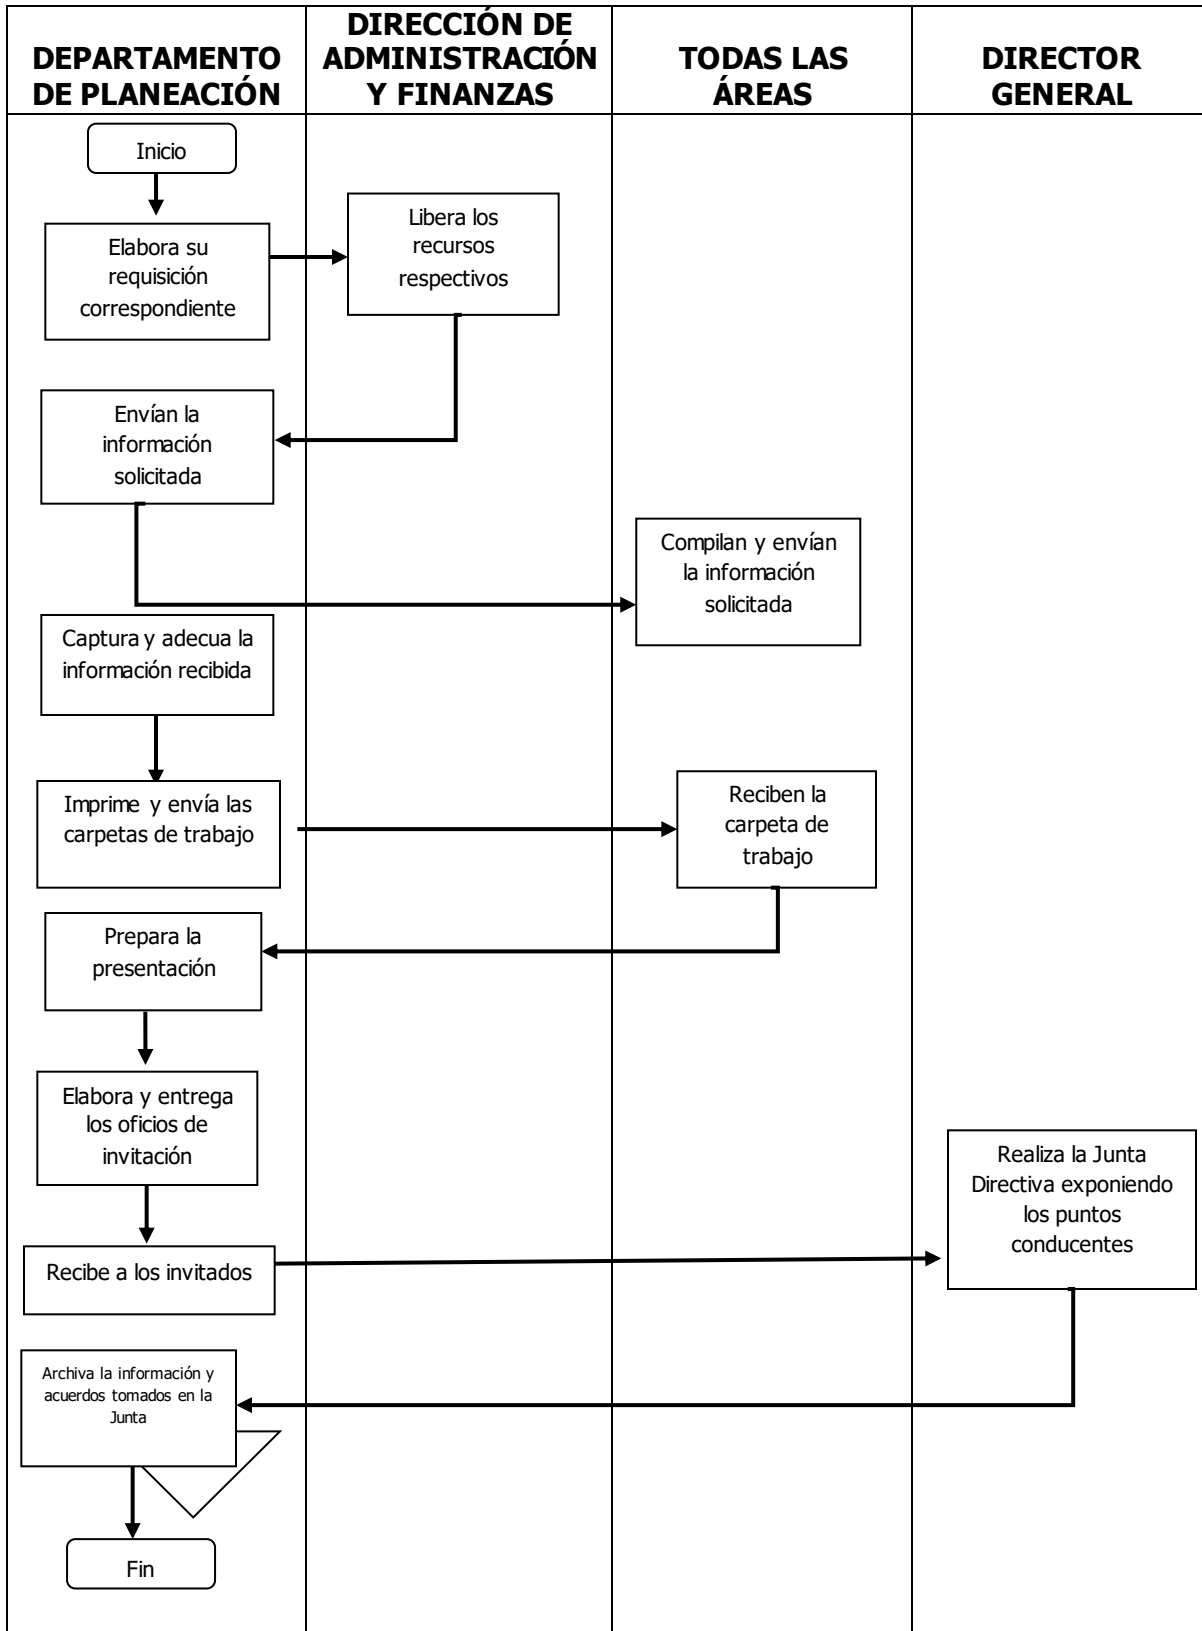 DEPARTAMENTO
DE PLANEACIÓN
DIRECCIÓN DE
ADMINISTRACIÓN
Y FINANZAS
TODAS LAS
ÁREAS
DIRECTOR
GENERAL
Inicio
Elabora su
requisición
correspondiente
Libera los
recursos
respectivos
Envían la
información
solicitada
Compilan y envían
la información
solicitada
Captura y adecua la
información recibida
Imprime y envía las
carpetas de trabajo
Reciben la
carpeta de
trabajo
Prepara la
presentación
Elabora y entrega
los oficios de
invitación
Recibe a los invitados
Realiza la Junta
Directiva exponiendo
los puntos
conducentes
Archiva la información y
acuerdos tomados en la
Junta
Fin